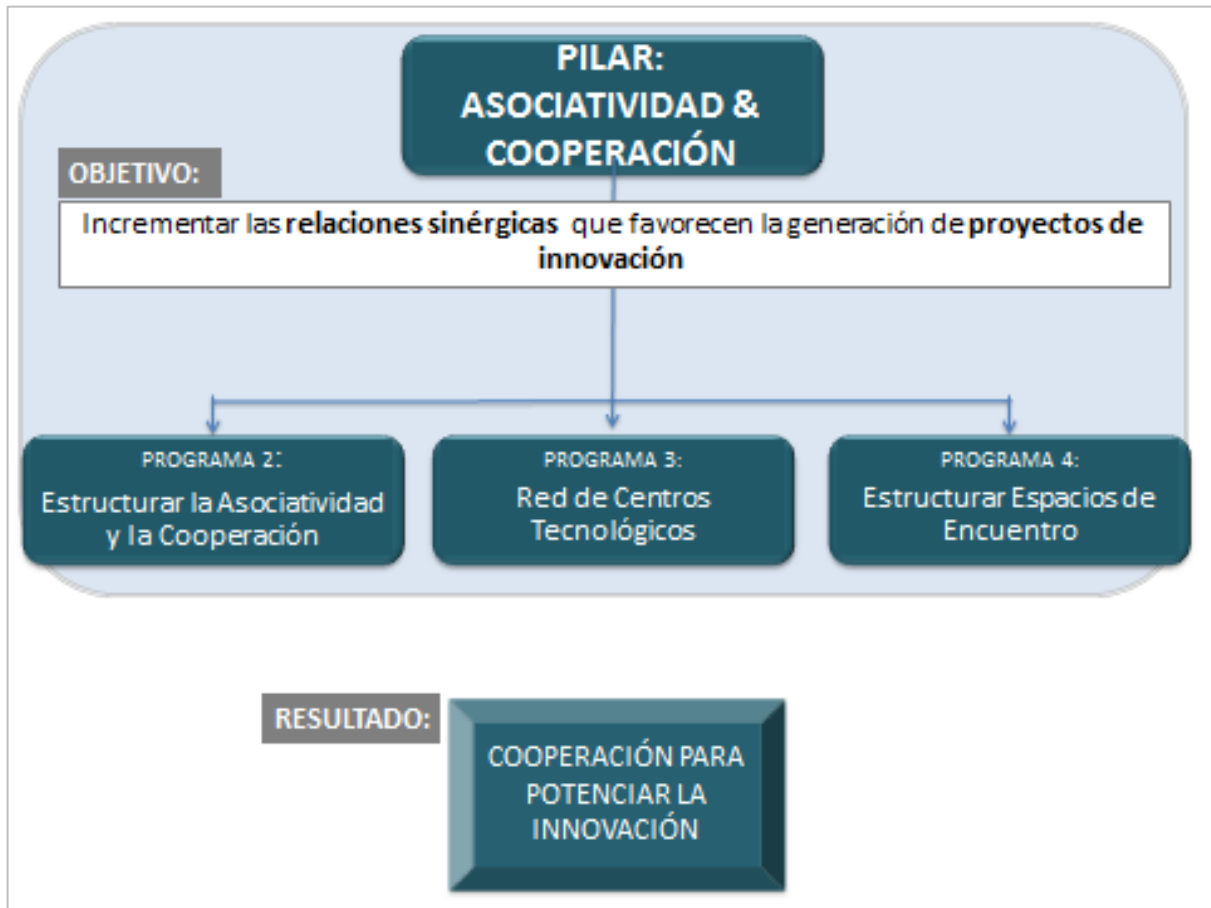 PILAR:
ASOCIATIVIDAD &
COOPERACIÓN
OBJETIVO:
Incrementar las relaciones sinérgicas que favorecen la generación de proyectos de
innovación
PROGRAMA 2:
Estructurar la Asociatividad
y la Cooperación
PROGRAMA 3:
Red de Centros
Tecnológicos
PROGRAMA 4:
Estructurar Espacios de
Encuentro
RESULTADO:
COOPERACIÓN PARA
POTENCIAR LA
INNOVACIÓN